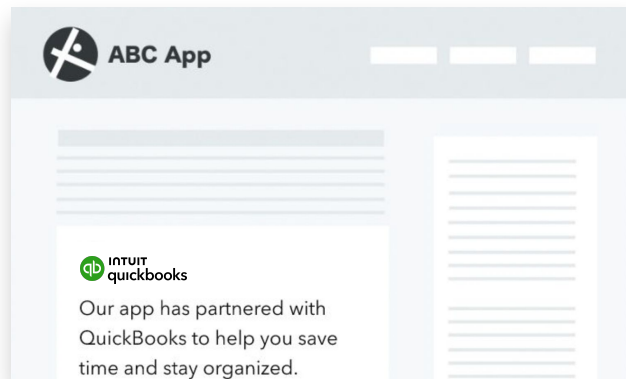 ABC App
INTUIT
quickbooks
Our app has partnered with
QuickBooks to help you save
time and stay organized.